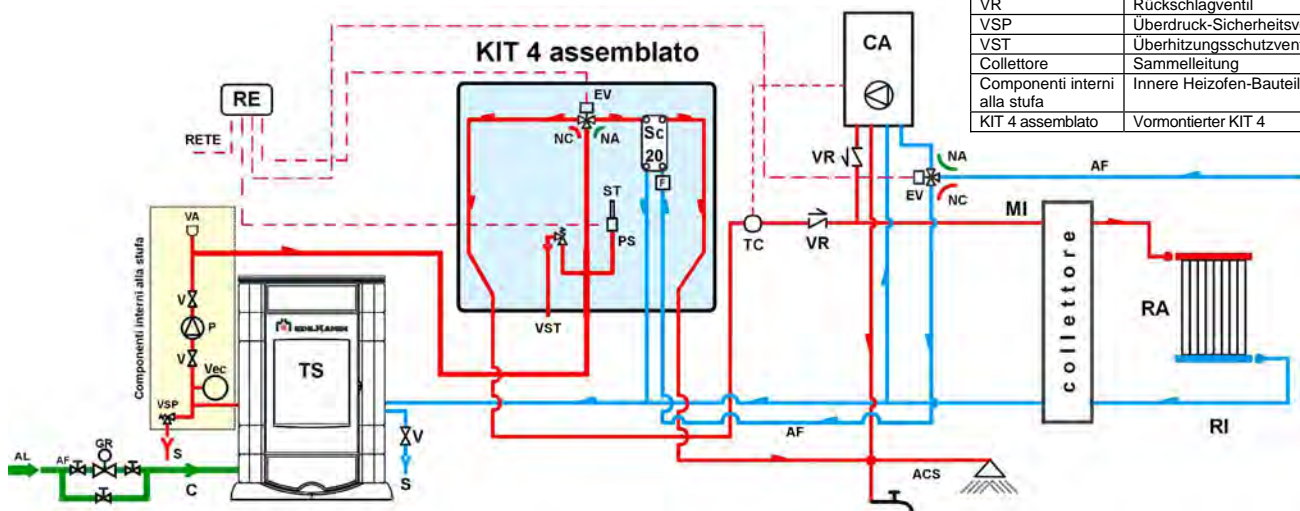 VR Rückschlagventil
VSP
VST
Collettore Sammelleitung
Componenti interni
alla stufa
Innere Heizofen-Bauteil
KIT 4 assemblato Vormontierter KIT 4
KIT 4 assemblato
CA
RE
RETE
EV
NC
NA
Sc
20
F
ST
PS
VST
VR
NA
EV
NC
AF
MI
TC
VR
Componenti interni alla stufa
VA
V
P
V
Vec
VSP
S
EDILKAMIN
TS
V
S
AL
AF
GR
C
AF
ACS
collettore
RA
RI